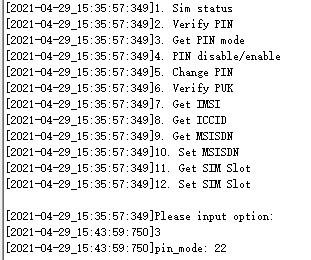 [2021-04-29_15:35:57:349]1. Sim status
[2021-04-29_15:35:57:349]2. Verify PIN
[2021-04-29_15:35:57:349]3. Get PIN mode
[2021-04-29_15:35:57:349]4. PIN disable/enable
[2021-04-29_15:35:57:349]5. Change PIN
[2021-04-29_15:35:57:349]6. Verify PUK
[2021-04-29_15:35:57:349]7. Get IMSI
[2021-04-29_15:35:57:349]8. Get ICCID
[2021-04-29_15:35:57:349]9. Get MSISDN
[2021-04-29_15:35:57:349]10. Set MSISDN
[2021-04-29_15:35:57:349]11. Get SIM Slot
[2021-04-29_15:35:57:349]12. Set SIM Slot
[2021-04-29_15:35:57:349]Please input option:
[2021-04-29_15:43:59:750]3
[2021-04-29_15:43:59:750]pin_mode: 22